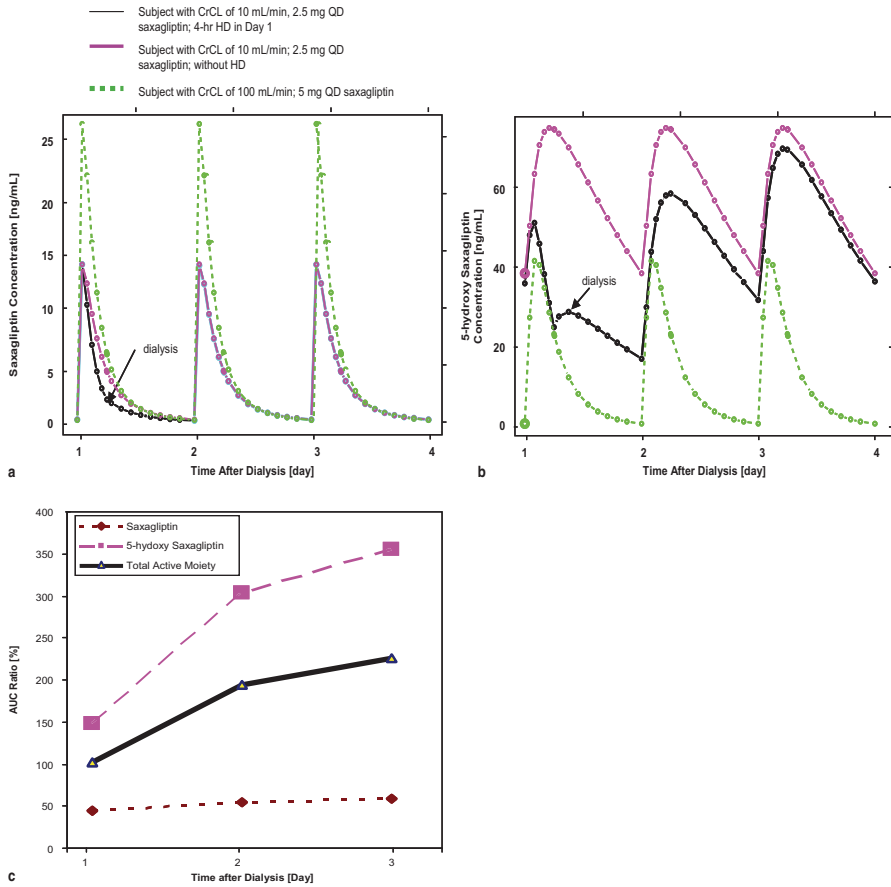 Subject with CrCL of 10 mL/min, 2.5 mg QD
saxagliptin; 4-hr HD in Day 1
Subject with CrCL of 10 mL/min; 2.5 mg QD
saxagliptin; without HD
Subject with CrCL of 100 mL/min; 5 mg QD saxagliptin
Saxagliptin Concentration [ng/mL]
25
20
15
10
5
0
dialysis
1
2
3
4
Time After Dialysis [day]
a
5-hydroxy Saxagliptin
Concentration [ng/mL]
60
40
20
0
dialysis
1
2
3
4
Time After Dialysis [day]
b
AUC Ratio [%]
400
350
300
250
200
150
100
50
0
Saxagliptin
5-hydoxy Saxagliptin
Total Active Moiety
1
2
3
Time after Dialysis [Day]
c